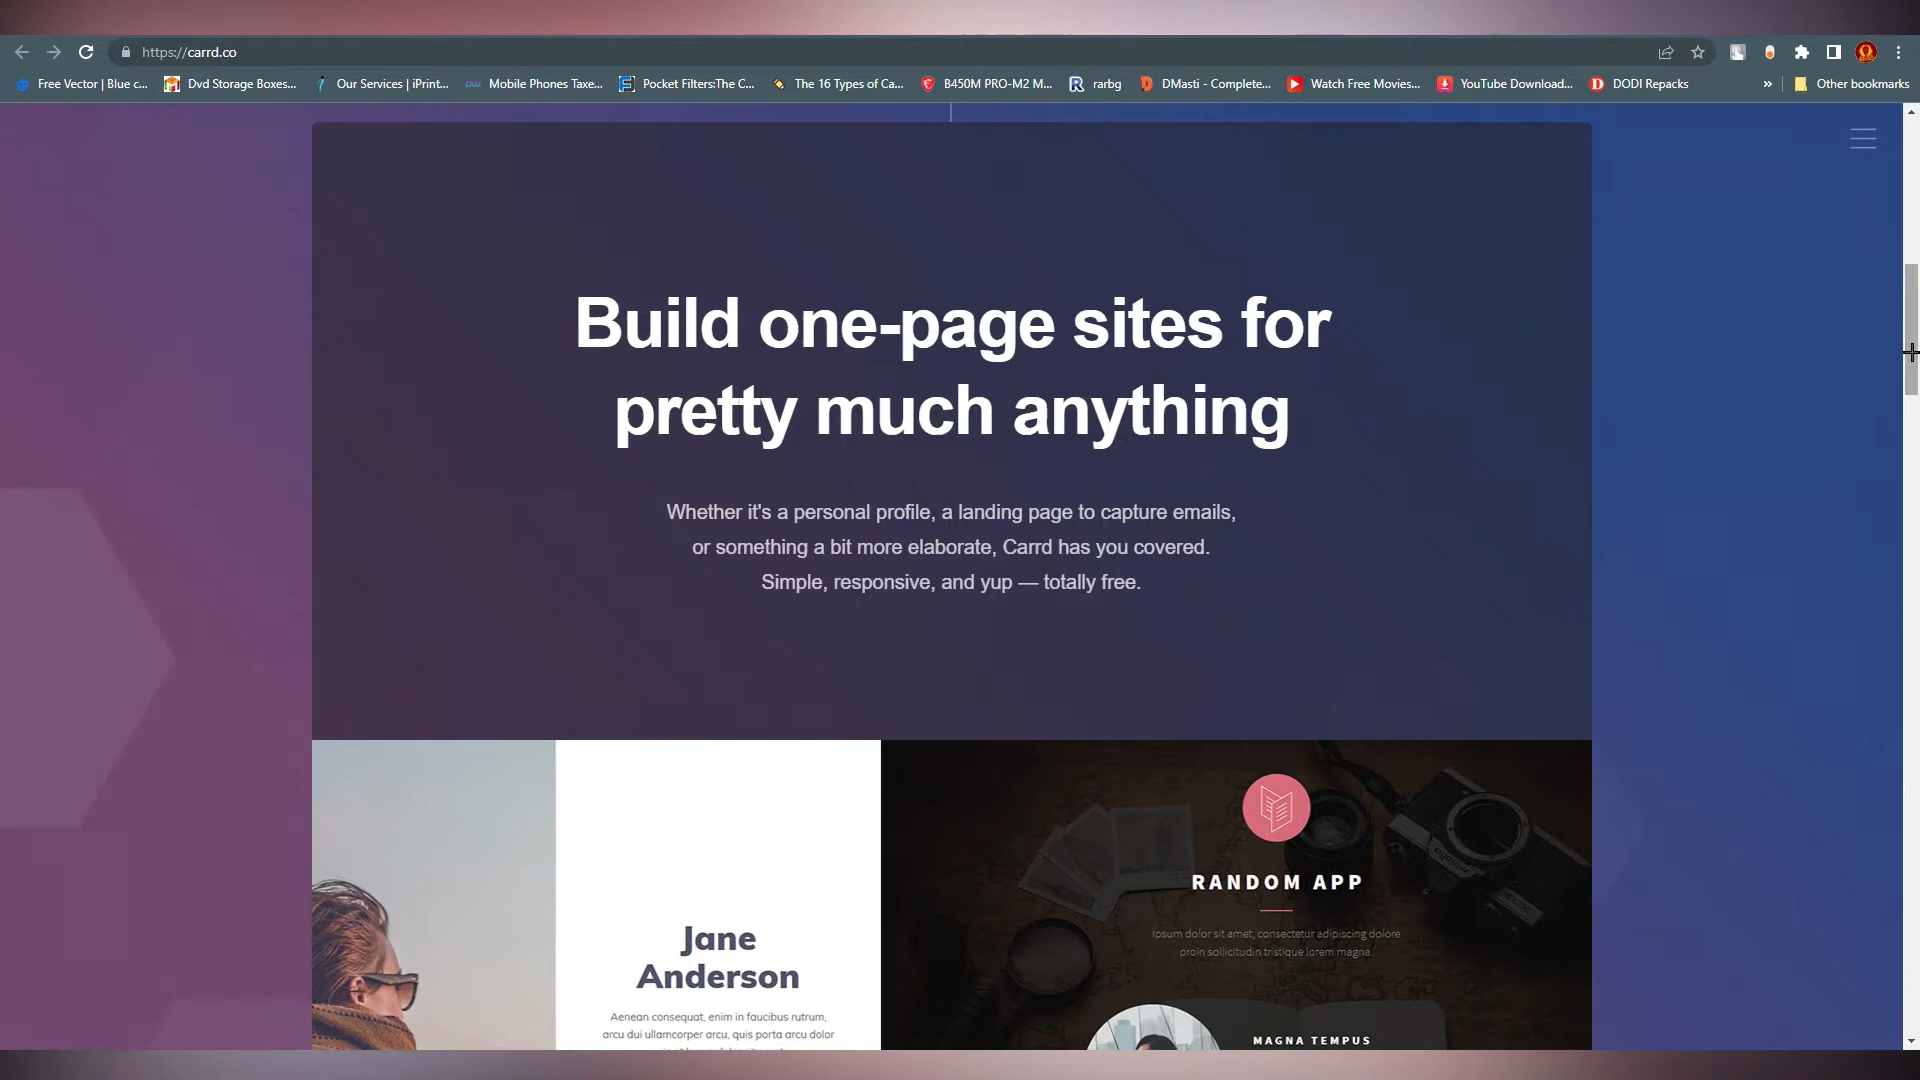 https://carrd.co
Free Vector | Blue c... Dvd Storage Boxes... Our Services | iPrint... Mobile Phones Taxe... Pocket Filters:The C... The 16 Types of Ca... B450M PRO-M2 M... rarbg DMasti - Complete... Watch Free Movies... YouTube Download... DODI Repacks » Other bookmarks
Build one-page sites for
pretty much anything
Whether it's a personal profile, a landing page to capture emails,
or something a bit more elaborate, Carrd has you covered.
Simple, responsive, and yup — totally free.
Jane
Anderson
Aenean consequat, enim in faucibus rutrum,
arcu dui ullamcorper arcu, quis porta arcu dolor
RANDOM APP
Ipsum dolor sit amet, consectetur adipiscing dolore
proin sollicitudin tristique lorem magna.
MAGNA TEMPUS